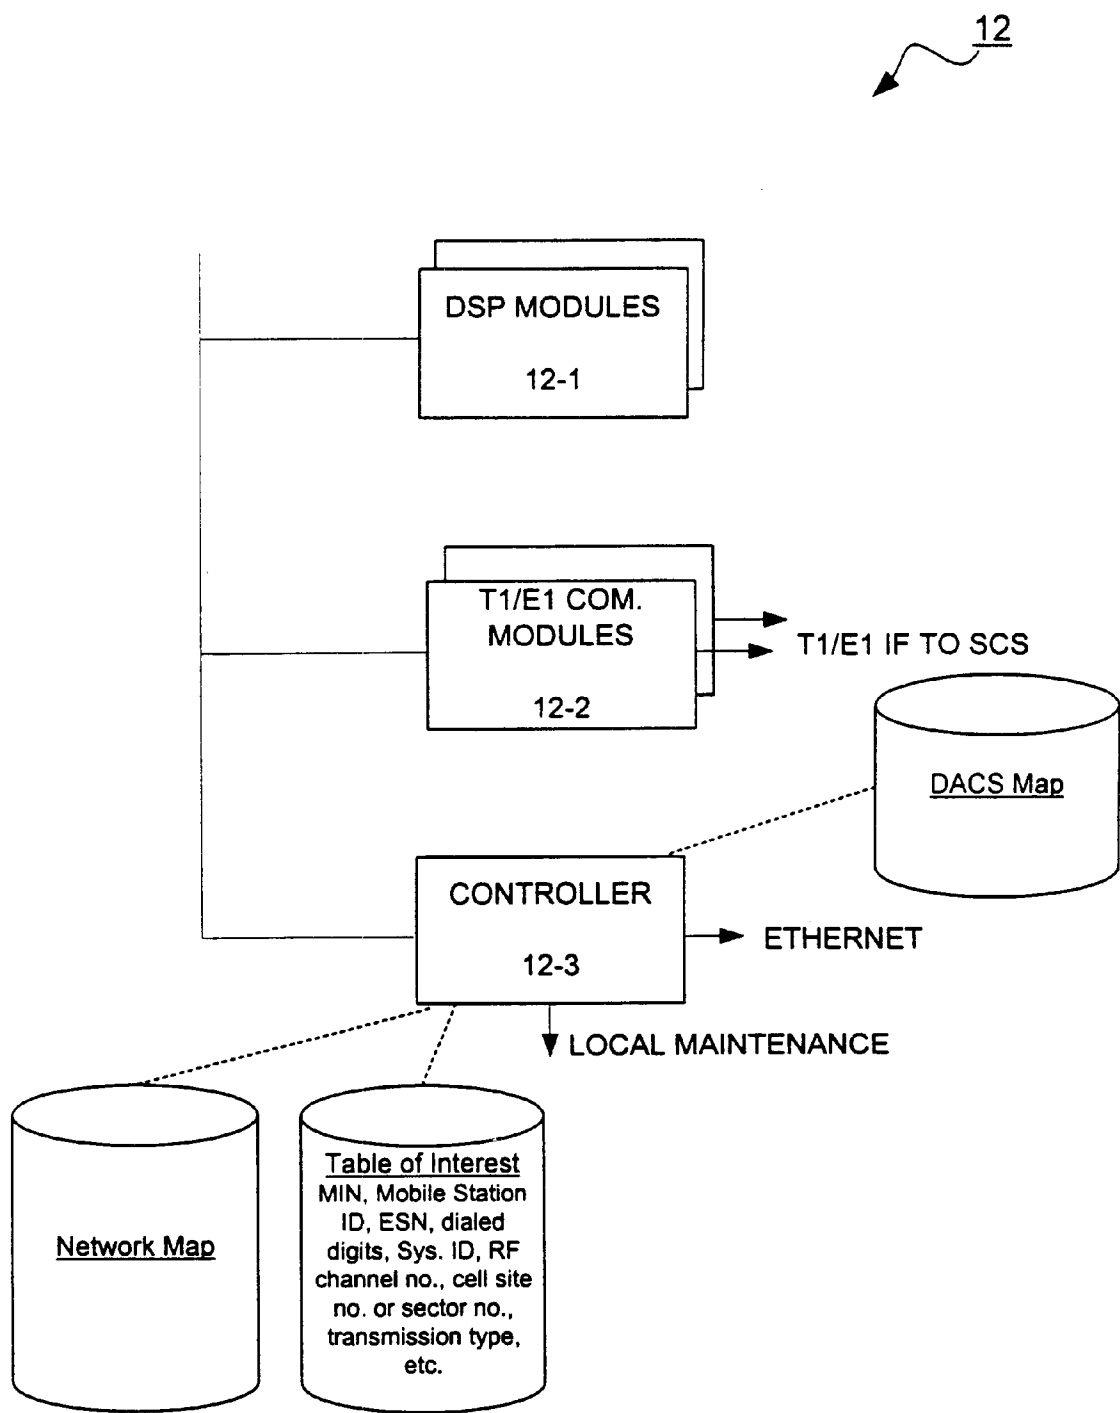 12
DSP MODULES
12-1
T1/E1 COM.
MODULES
12-2
T1/E1 IF TO SCS
DACS Map
CONTROLLER
12-3
ETHERNET
LOCAL MAINTENANCE
Network Map
Table of Interest
MIN, Mobile Station
ID, ESN, dialed
digits, Sys. ID, RF
channel no., cell site
no. or sector no.,
transmission type,
etc.